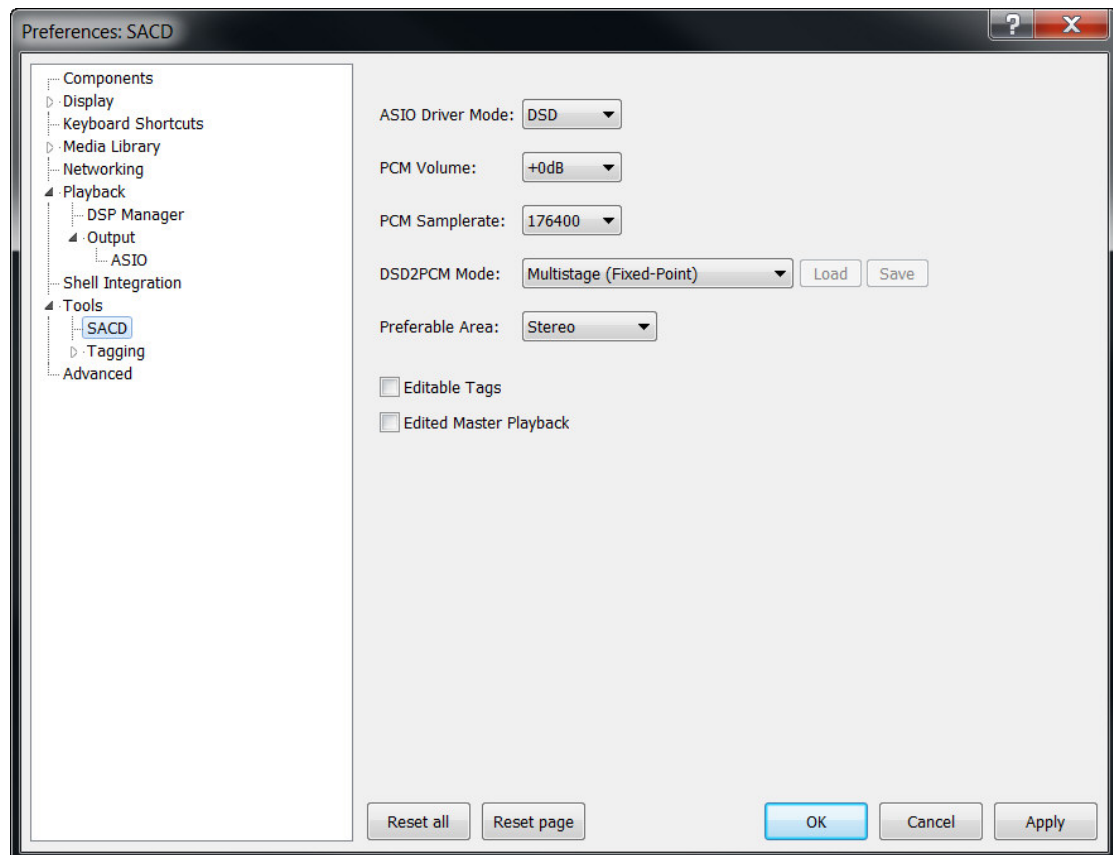 Preferences: SACD
Components
Display
Keyboard Shortcuts
Media Library
Networking
Playback
DSP Manager
Output
ASIO
Shell Integration
Tools
SACD
Tagging
Advanced
ASIO Driver Mode: DSD
PCM Volume: +0dB
PCM Samplerate: 176400
DSD2PCM Mode: Multistage (Fixed-Point) Load Save
Preferable Area: Stereo
Editable Tags
Edited Master Playback
Reset all Reset page OK Cancel Apply